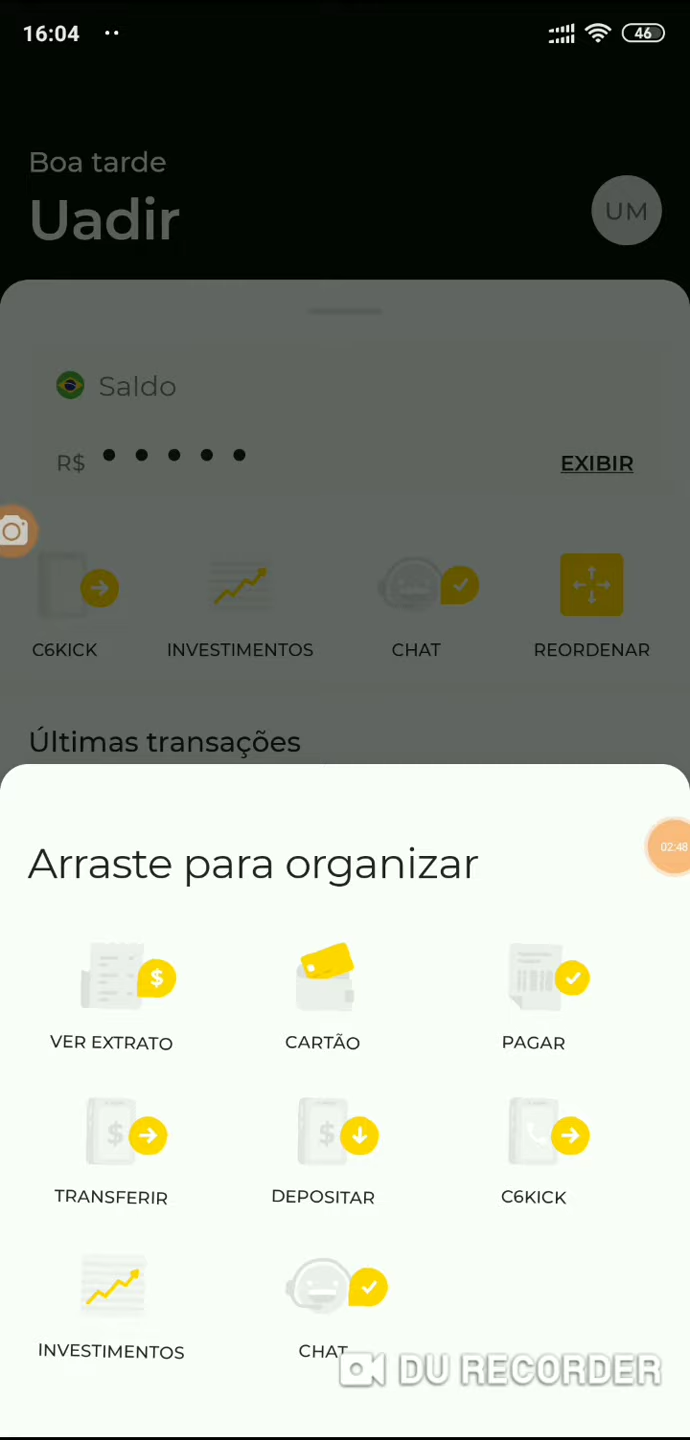 16:04
46
Boa tarde
Uadir
UM
Saldo
R$
EXIBIR
C6KICK INVESTIMENTOS CHAT REORDENAR
Últimas transações
Arraste para organizar
02:48
$
VER EXTRATO CARTÃO PAGAR
$ $
TRANSFERIR DEPOSITAR C6KICK
INVESTIMENTOS CHAT
DU RECORDER